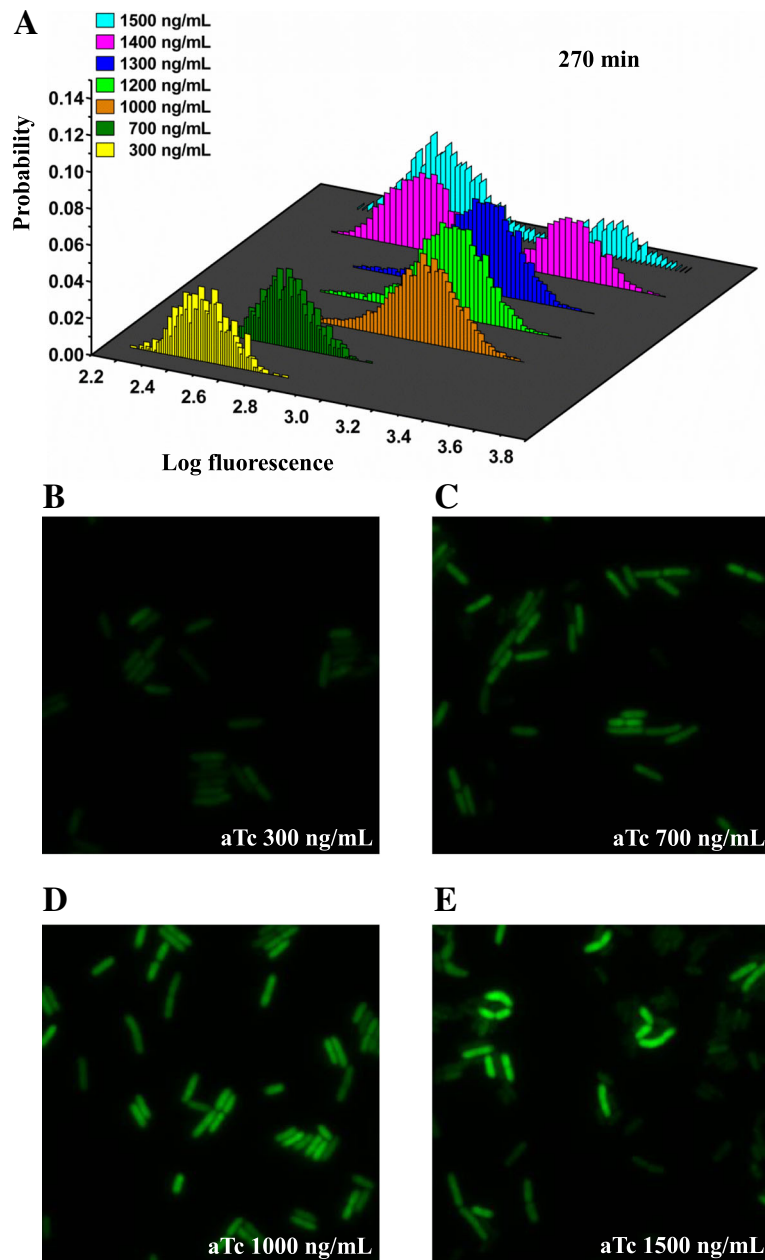 A
1500 ng/mL
1400 ng/mL
1300 ng/mL
1200 ng/mL
1000 ng/mL
700 ng/mL
300 ng/mL
270 min
Probability
0.14
0.12
0.10
0.08
0.06
0.04
0.02
0.00
2.2
2.4
2.6
2.8
3.0
3.2
3.4
3.6
3.8
Log fluorescence
B
C
aTc 300 ng/mL
aTc 700 ng/mL
D
E
aTc 1000 ng/mL
aTc 1500 ng/mL